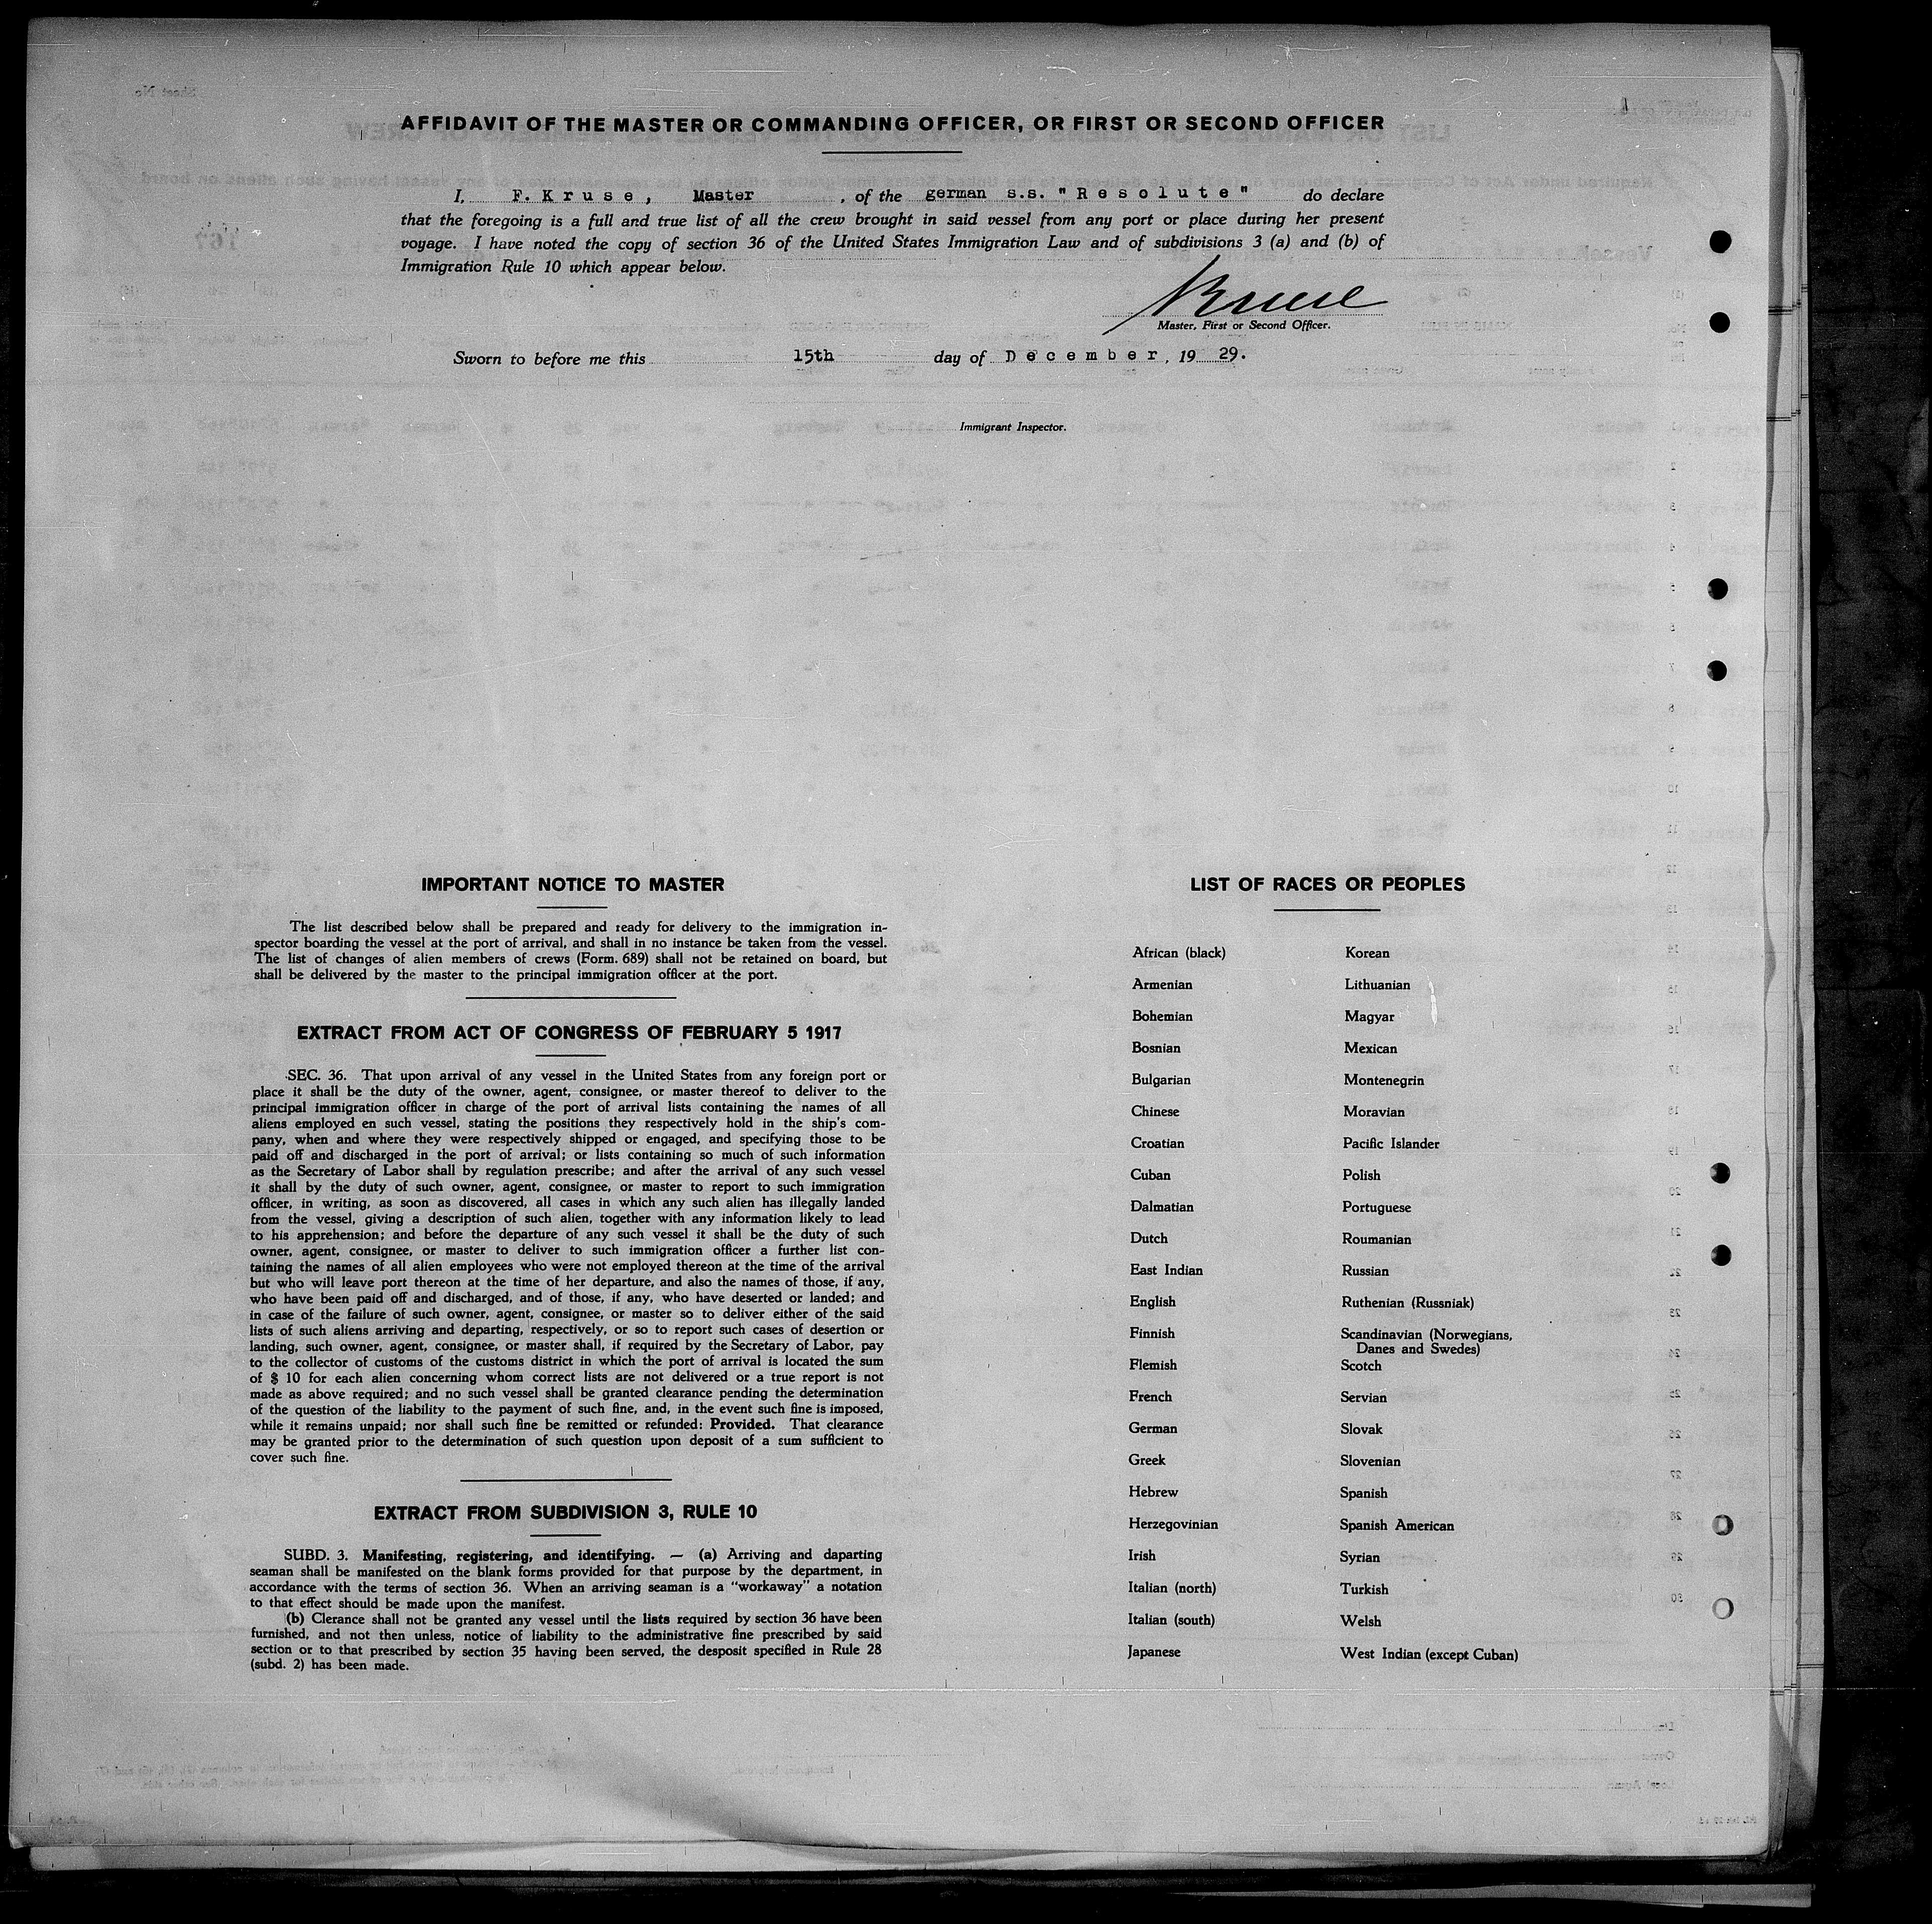 AFFIDAVIT OF THE MASTER OR COMMANDING OFFICER, OR FIRST OR SECOND OFFICER
I, F. Kruse, Master, of the german s.s. "Resolute" do declare
that the foregoing is a full and true list of all the crew brought in said vessel from any port or place during her present
voyage. I have noted the copy of section 36 of the United States Immigration Law and of subdivisions 3 (a) and (b) of
Immigration Rule 10 which appear below.
Kruse
Master, First or Second Officer.
Sworn to before me this 15th day of December, 19 29.
Immigrant Inspector.
IMPORTANT NOTICE TO MASTER
The list described below shall be prepared and ready for delivery to the immigration in-
spector boarding the vessel at the port of arrival, and shall in no instance be taken from the vessel.
The list of changes of alien members of crews (Form. 689) shall not be retained on board, but
shall be delivered by the master to the principal immigration officer at the port.
EXTRACT FROM ACT OF CONGRESS OF FEBRUARY 5 1917
SEC. 36. That upon arrival of any vessel in the United States from any foreign port or
place it shall be the duty of the owner, agent, consignee, or master thereof to deliver to the
principal immigration officer in charge of the port of arrival lists containing the names of all
aliens employed en such vessel, stating the positions they respectively hold in the ship's com-
pany, when and where they were respectively shipped or engaged, and specifying those to be
paid off and discharged in the port of arrival; or lists containing so much of such information
as the Secretary of Labor shall by regulation prescribe; and after the arrival of any such vessel
it shall by the duty of such owner, agent, consignee, or master to report to such immigration
officer, in writing, as soon as discovered, all cases in which any such alien has illegally landed
from the vessel, giving a description of such alien, together with any information likely to lead
to his apprehension; and before the departure of any such vessel it shall be the duty of such
owner, agent, consignee, or master to deliver to such immigration officer a further list con-
taining the names of all alien employees who were not employed thereon at the time of the arrival
but who will leave port thereon at the time of her departure, and also the names of those, if any,
who have been paid off and discharged, and of those, if any, who have deserted or landed; and
in case of the failure of such owner, agent, consignee, or master so to deliver either of the said
lists of such aliens arriving and departing, respectively, or so to report such cases of desertion or
landing, such owner, agent, consignee, or master shall, if required by the Secretary of Labor, pay
to the collector of customs of the customs district in which the port of arrival is located the sum
of $ 10 for each alien concerning whom correct lists are not delivered or a true report is not
made as above required; and no such vessel shall be granted clearance pending the determination
of the question of the liability to the payment of such fine, and, in the event such fine is imposed,
while it remains unpaid; nor shall such fine be remitted or refunded: Provided. That clearance
may be granted prior to the determination of such question upon deposit of a sum sufficient to
cover such fine.
EXTRACT FROM SUBDIVISION 3, RULE 10
SUBD. 3. Manifesting, registering, and identifying. — (a) Arriving and daparting
seaman shall be manifested on the blank forms provided for that purpose by the department, in
accordance with the terms of section 36. When an arriving seaman is a "workaway" a notation
to that effect should be made upon the manifest.
(b) Clerance shall not be granted any vessel until the lists required by section 36 have been
furnished, and not then unless, notice of liability to the administrative fine prescribed by said
section or to that prescribed by section 35 having been served, the desposit specified in Rule 28
(subd. 2) has been made.
LIST OF RACES OR PEOPLES
African (black)
Armenian
Bohemian
Bosnian
Bulgarian
Chinese
Croatian
Cuban
Dalmatian
Dutch
East Indian
English
Finnish
Flemish
French
German
Greek
Hebrew
Herzegovinian
Irish
Italian (north)
Italian (south)
Japanese
Korean
Lithuanian
Magyar
Mexican
Montenegrin
Moravian
Pacific Islander
Polish
Portuguese
Roumanian
Russian
Ruthenian (Russniak)
Scandinavian (Norwegians,
Danes and Swedes)
Scotch
Servian
Slovak
Slovenian
Spanish
Spanish American
Syrian
Turkish
Welsh
West Indian (except Cuban)